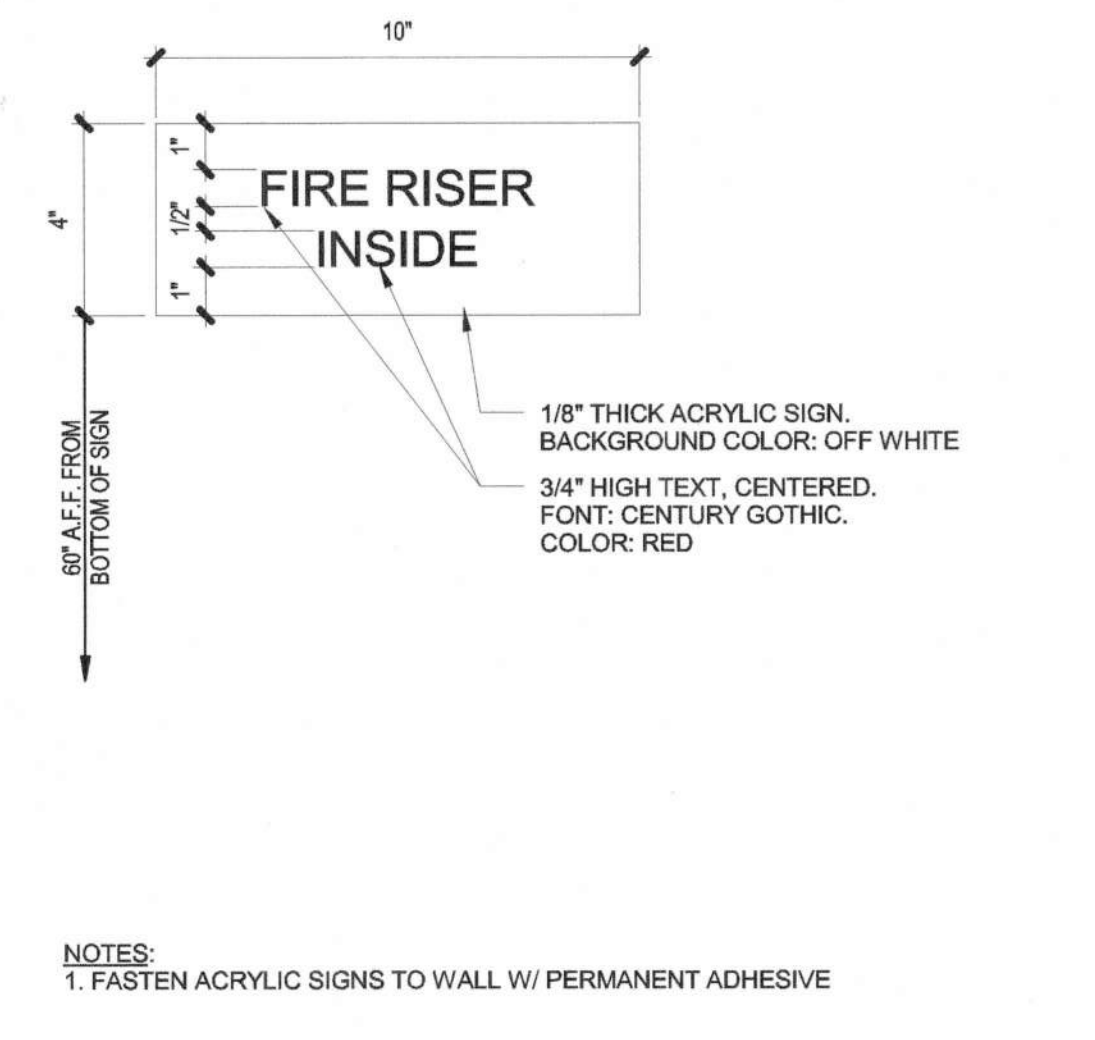 10"
4"
1"
1/2"
1"
FIRE RISER
INSIDE
60" A.F.F. FROM
BOTTOM OF SIGN
1/8" THICK ACRYLIC SIGN.
BACKGROUND COLOR: OFF WHITE
3/4" HIGH TEXT, CENTERED.
FONT: CENTURY GOTHIC.
COLOR: RED
NOTES:
1. FASTEN ACRYLIC SIGNS TO WALL W/ PERMANENT ADHESIVE